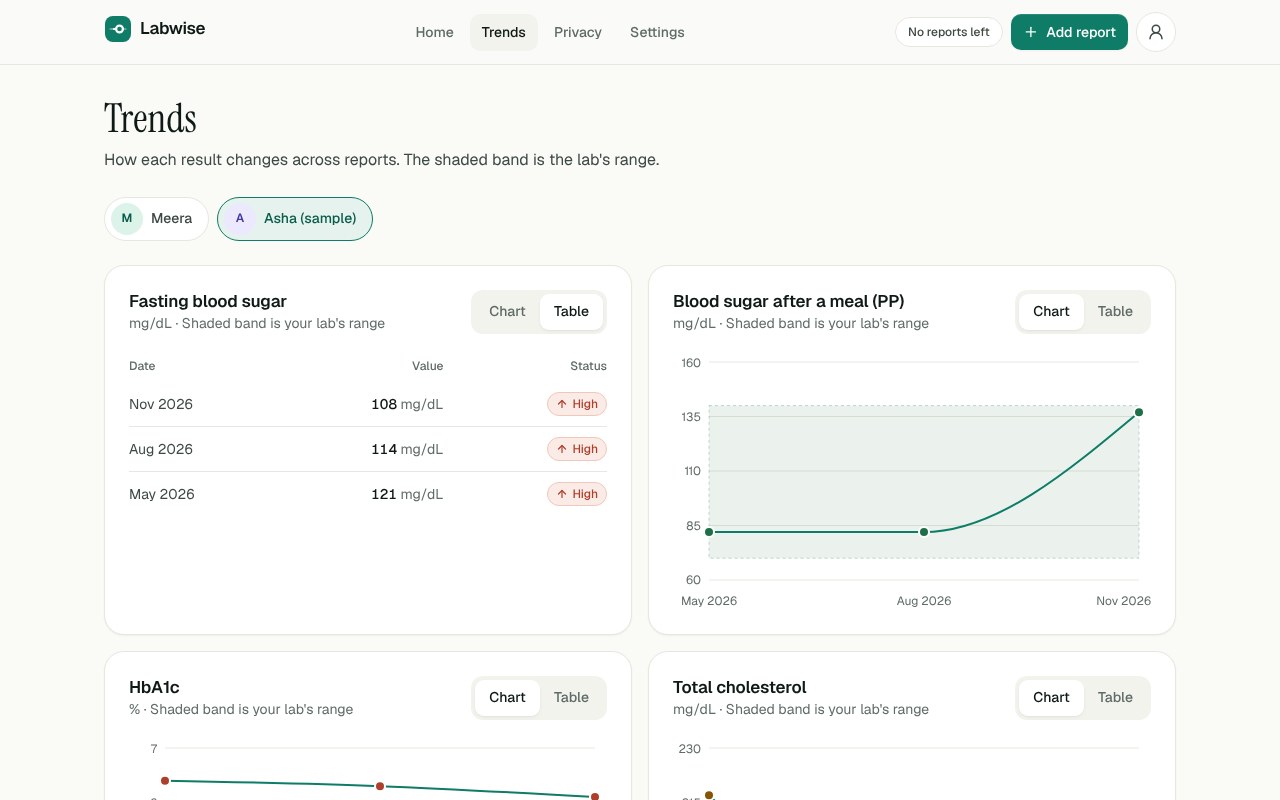 Labwise
Home
Trends
Privacy
Settings
No reports left
+ Add report
Trends
How each result changes across reports. The shaded band is the lab's range.
M Meera
A Asha (sample)
Fasting blood sugar
mg/dL · Shaded band is your lab's range
Chart Table
Date Value Status
Nov 2026 108 mg/dL ↑ High
Aug 2026 114 mg/dL ↑ High
May 2026 121 mg/dL ↑ High
Blood sugar after a meal (PP)
mg/dL · Shaded band is your lab's range
Chart Table
160
135
110
85
60
May 2026 Aug 2026 Nov 2026
HbA1c
% · Shaded band is your lab's range
Chart Table
7
Total cholesterol
mg/dL · Shaded band is your lab's range
Chart Table
230